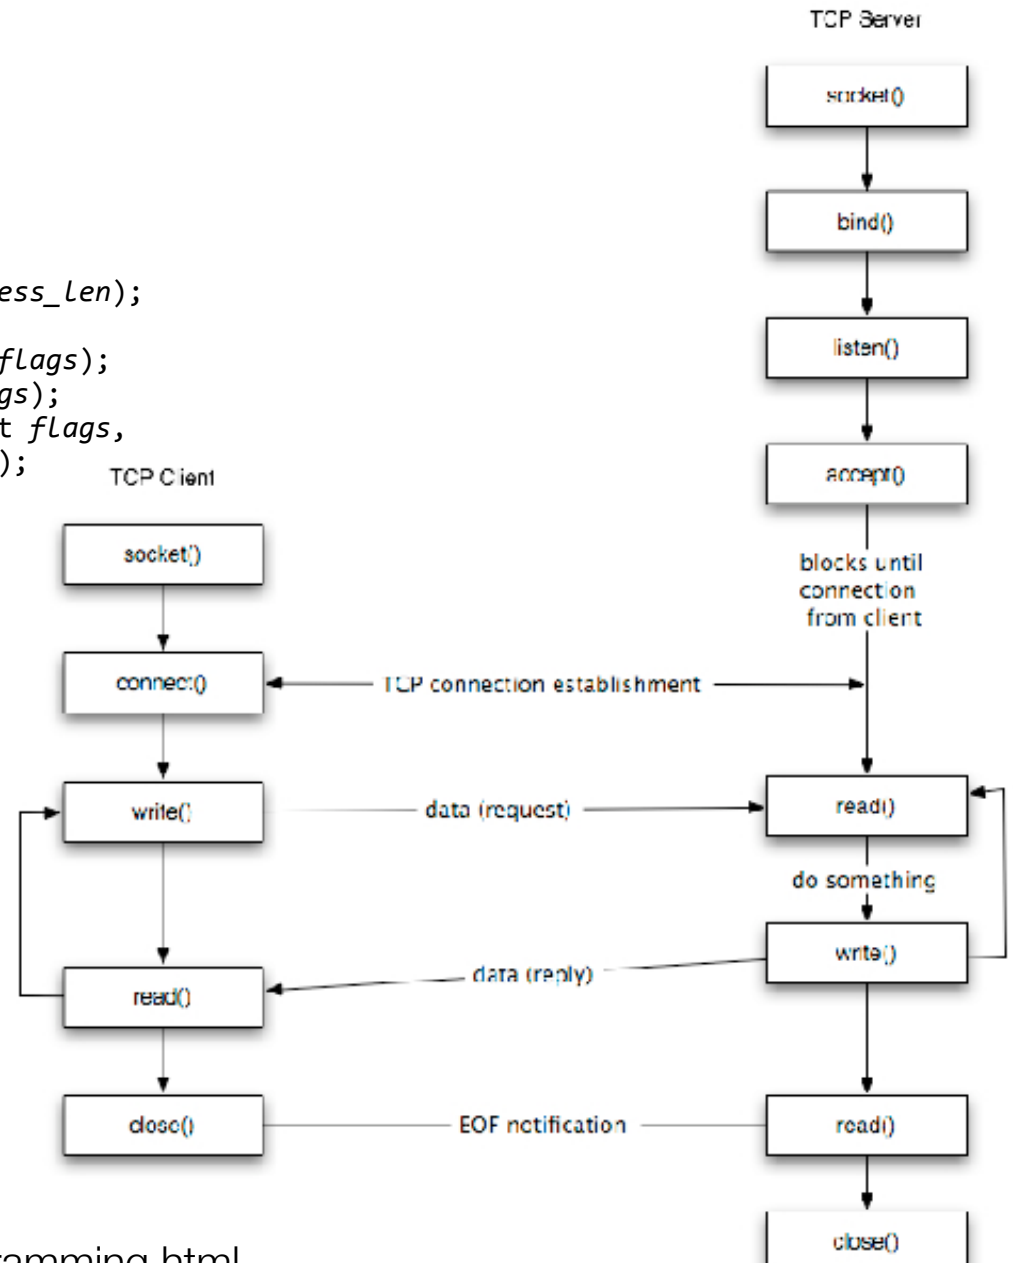 TCP Server
socket()
bind()
ess_len);
listen()
flags);
gs);
t flags,
);
TCP Client
accept()
socket()
blocks until
connection
from client
connect()
TCP connection establishment
write()
data (request)
read()
do something
write()
data (reply)
read()
close()
EOF notification
read()
close()
ramming.html